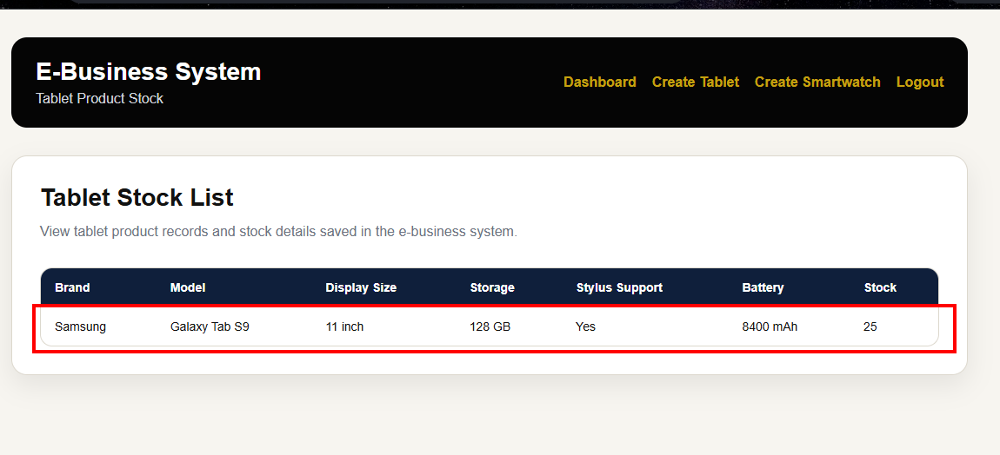 E-Business System
Tablet Product Stock
Dashboard Create Tablet Create Smartwatch Logout
Tablet Stock List
View tablet product records and stock details saved in the e-business system.
Brand Model Display Size Storage Stylus Support Battery Stock
Samsung Galaxy Tab S9 11 inch 128 GB Yes 8400 mAh 25